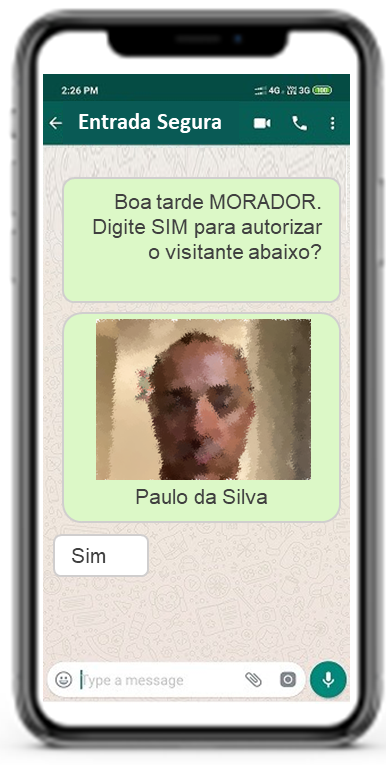 2:26 PM 4G 3G 100
Entrada Segura
Boa tarde MORADOR.
Digite SIM para autorizar
o visitante abaixo?
Paulo da Silva
Sim
Type a message